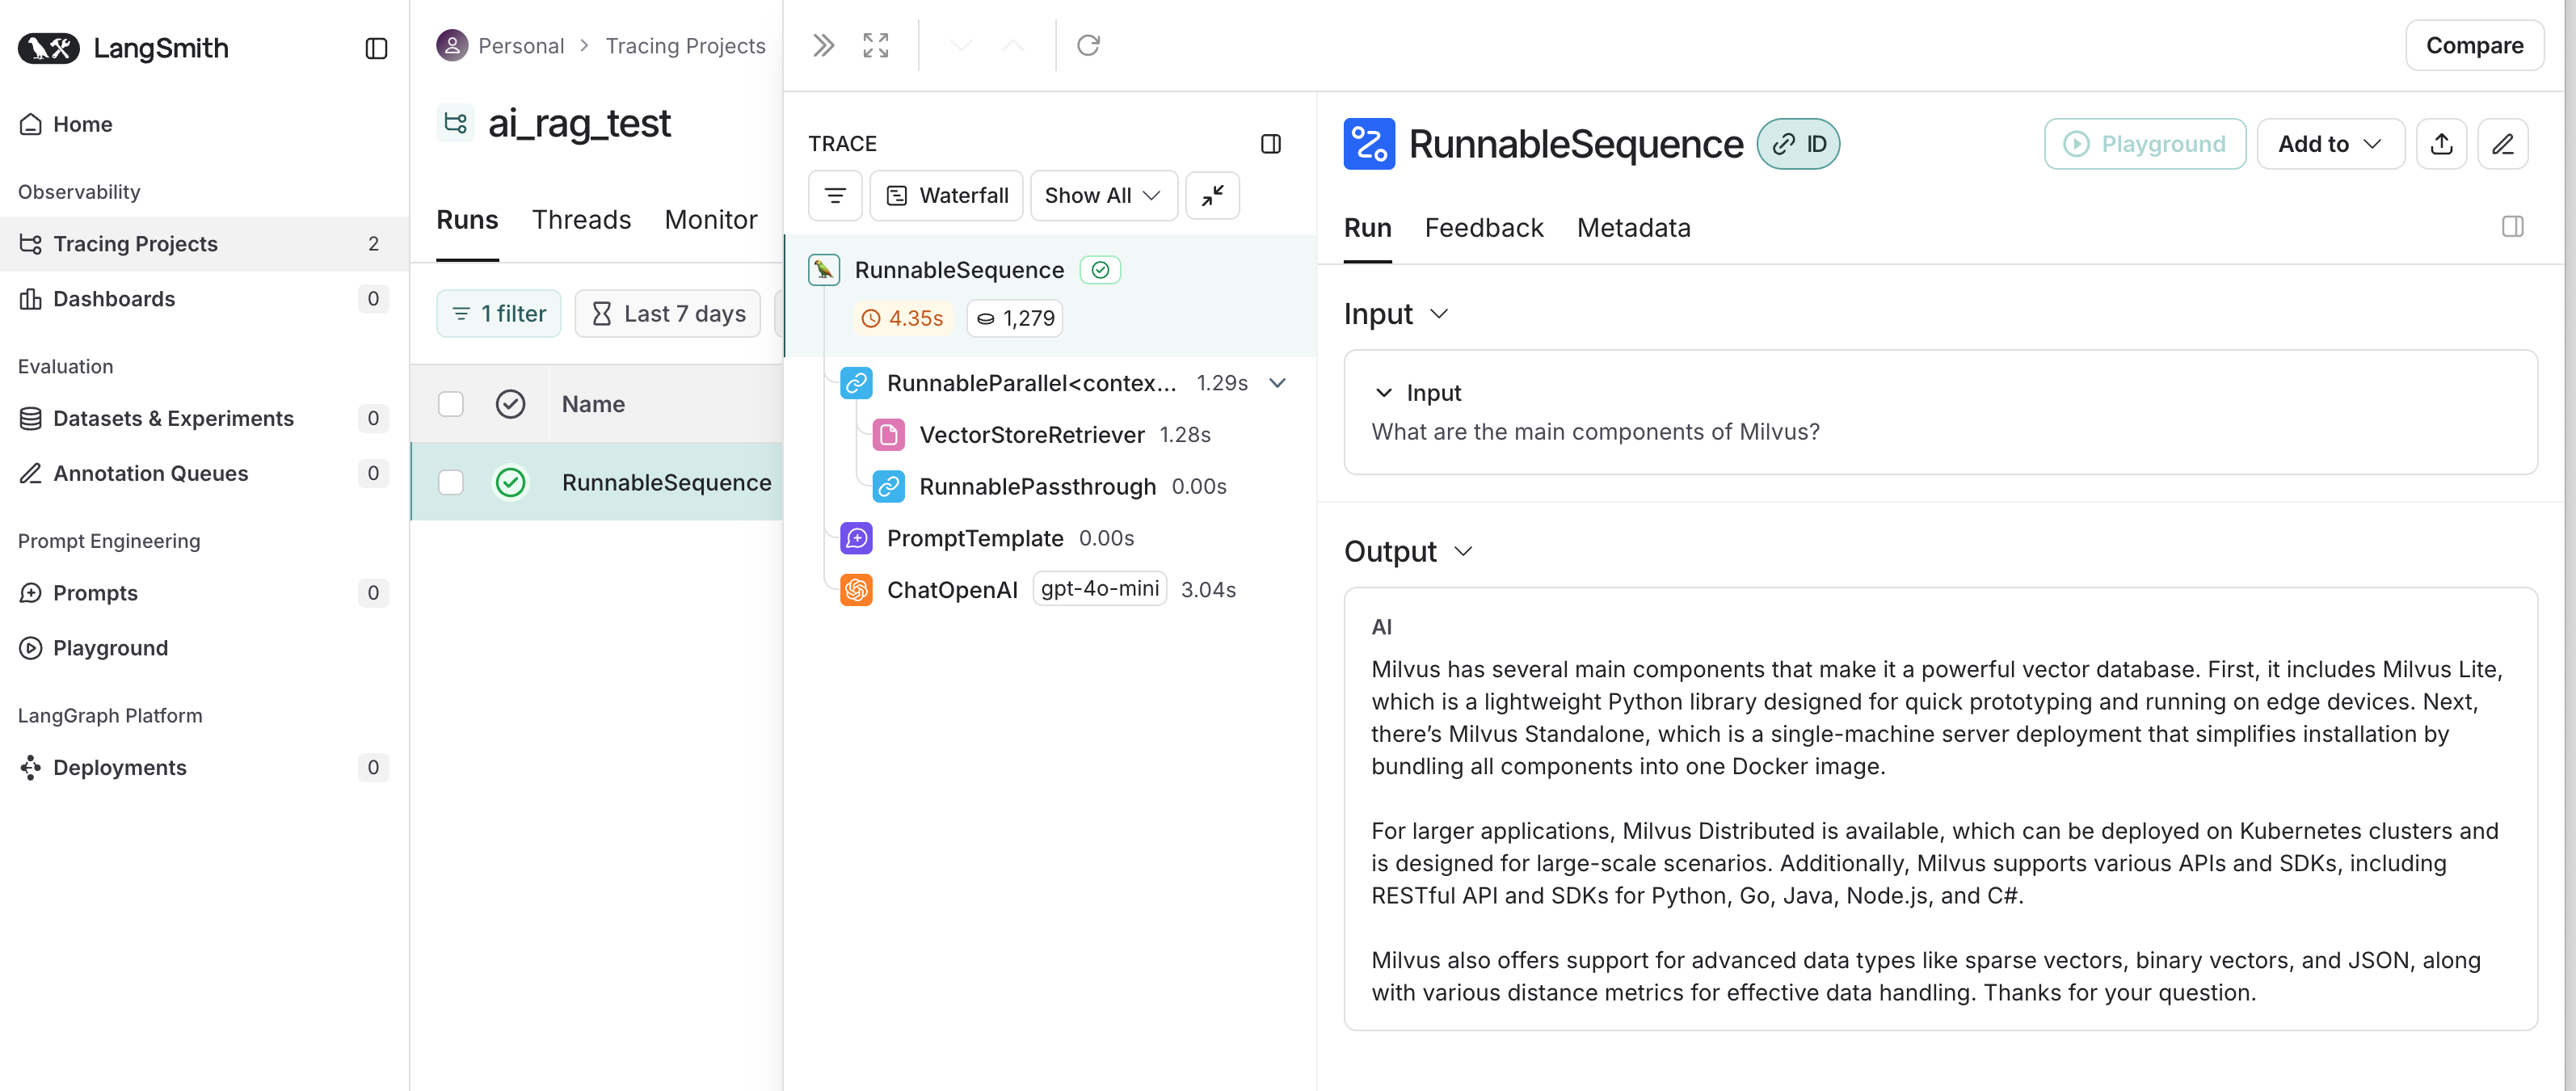 LangSmith
Home
Observability
Tracing Projects 2
Dashboards 0
Evaluation
Datasets & Experiments 0
Annotation Queues 0
Prompt Engineering
Prompts 0
Playground
LangGraph Platform
Deployments 0
Personal > Tracing Projects
ai_rag_test
Runs Threads Monitor
1 filter Last 7 days
Name
RunnableSequence
TRACE
Waterfall Show All
RunnableSequence
4.35s 1,279
RunnableParallel<contex... 1.29s
VectorStoreRetriever 1.28s
RunnablePassthrough 0.00s
PromptTemplate 0.00s
ChatOpenAI gpt-4o-mini 3.04s
Compare
RunnableSequence ID
Playground Add to
Run Feedback Metadata
Input
Input
What are the main components of Milvus?
Output
AI
Milvus has several main components that make it a powerful vector database. First, it includes Milvus Lite,
which is a lightweight Python library designed for quick prototyping and running on edge devices. Next,
there’s Milvus Standalone, which is a single-machine server deployment that simplifies installation by
bundling all components into one Docker image.
For larger applications, Milvus Distributed is available, which can be deployed on Kubernetes clusters and
is designed for large-scale scenarios. Additionally, Milvus supports various APIs and SDKs, including
RESTful API and SDKs for Python, Go, Java, Node.js, and C#.
Milvus also offers support for advanced data types like sparse vectors, binary vectors, and JSON, along
with various distance metrics for effective data handling. Thanks for your question.